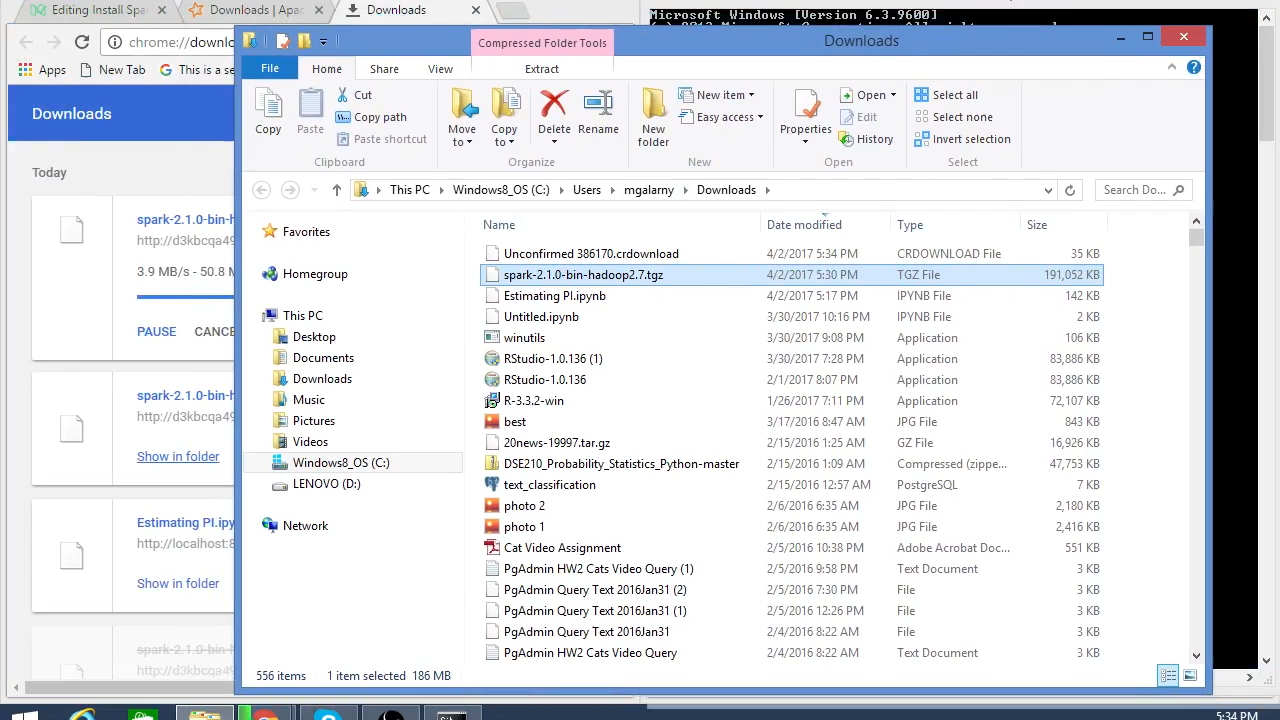 Editing Install Spa
Downloads | Apac
Downloads
Microsoft Windows [Version 6.3.9600]
chrome://downlo
Apps
New Tab
This is a se
Downloads
Today
spark-2.1.0-bin-h
http://d3kbcqa49
3.9 MB/s - 50.8 M
PAUSE CANCE
spark-2.1.0-bin-h
http://d3kbcqa49
Show in folder
Estimating PI.ipy
http://localhost:8
Show in folder
spark-2.1.0-bin-h
http://d3kbcqa49
Compressed Folder Tools
Downloads
File
Home
Share
View
Extract
Copy
Paste
Cut
Copy path
Paste shortcut
Clipboard
Move to
Copy to
Delete
Rename
Organize
New folder
New item
Easy access
New
Properties
Open
Edit
History
Open
Select all
Select none
Invert selection
Select
This PC
Windows8_OS (C:)
Users
mgalarny
Downloads
Search Do...
Favorites
Homegroup
This PC
Desktop
Documents
Downloads
Music
Pictures
Videos
Windows8_OS (C:)
LENOVO (D:)
Network
Name Date modified Type Size
Unconfirmed 386170.crdownload 4/2/2017 5:34 PM CRDOWNLOAD File 35 KB
spark-2.1.0-bin-hadoop2.7.tgz 4/2/2017 5:30 PM TGZ File 191,052 KB
Estimating PI.ipynb 4/2/2017 5:17 PM IPYNB File 142 KB
Untitled.ipynb 3/30/2017 10:16 PM IPYNB File 2 KB
winutils 3/30/2017 9:08 PM Application 106 KB
RStudio-1.0.136 (1) 3/30/2017 7:28 PM Application 83,886 KB
RStudio-1.0.136 2/1/2017 8:07 PM Application 83,886 KB
R-3.3.2-win 1/26/2017 7:11 PM Application 72,107 KB
best 3/17/2016 8:47 AM JPG File 843 KB
20news-19997.tar.gz 2/15/2016 1:25 AM GZ File 16,926 KB
DSE210_Probability_Statistics_Python-master 2/15/2016 1:09 AM Compressed (zippe... 47,753 KB
text_classification 2/15/2016 12:57 AM PostgreSQL 7 KB
photo 2 2/6/2016 6:35 AM JPG File 2,180 KB
photo 1 2/6/2016 6:35 AM JPG File 2,416 KB
Cat Video Assignment 2/5/2016 10:38 PM Adobe Acrobat Doc... 551 KB
PgAdmin HW2 Cats Video Query (1) 2/5/2016 9:58 PM Text Document 3 KB
PgAdmin Query Text 2016Jan31 (2) 2/5/2016 7:30 PM File 3 KB
PgAdmin Query Text 2016Jan31 (1) 2/5/2016 12:26 PM File 3 KB
PgAdmin Query Text 2016Jan31 2/4/2016 8:22 AM File 3 KB
PgAdmin HW2 Cats Video Query 2/4/2016 8:22 AM Text Document 3 KB
556 items 1 item selected 186 MB
5:34 PM